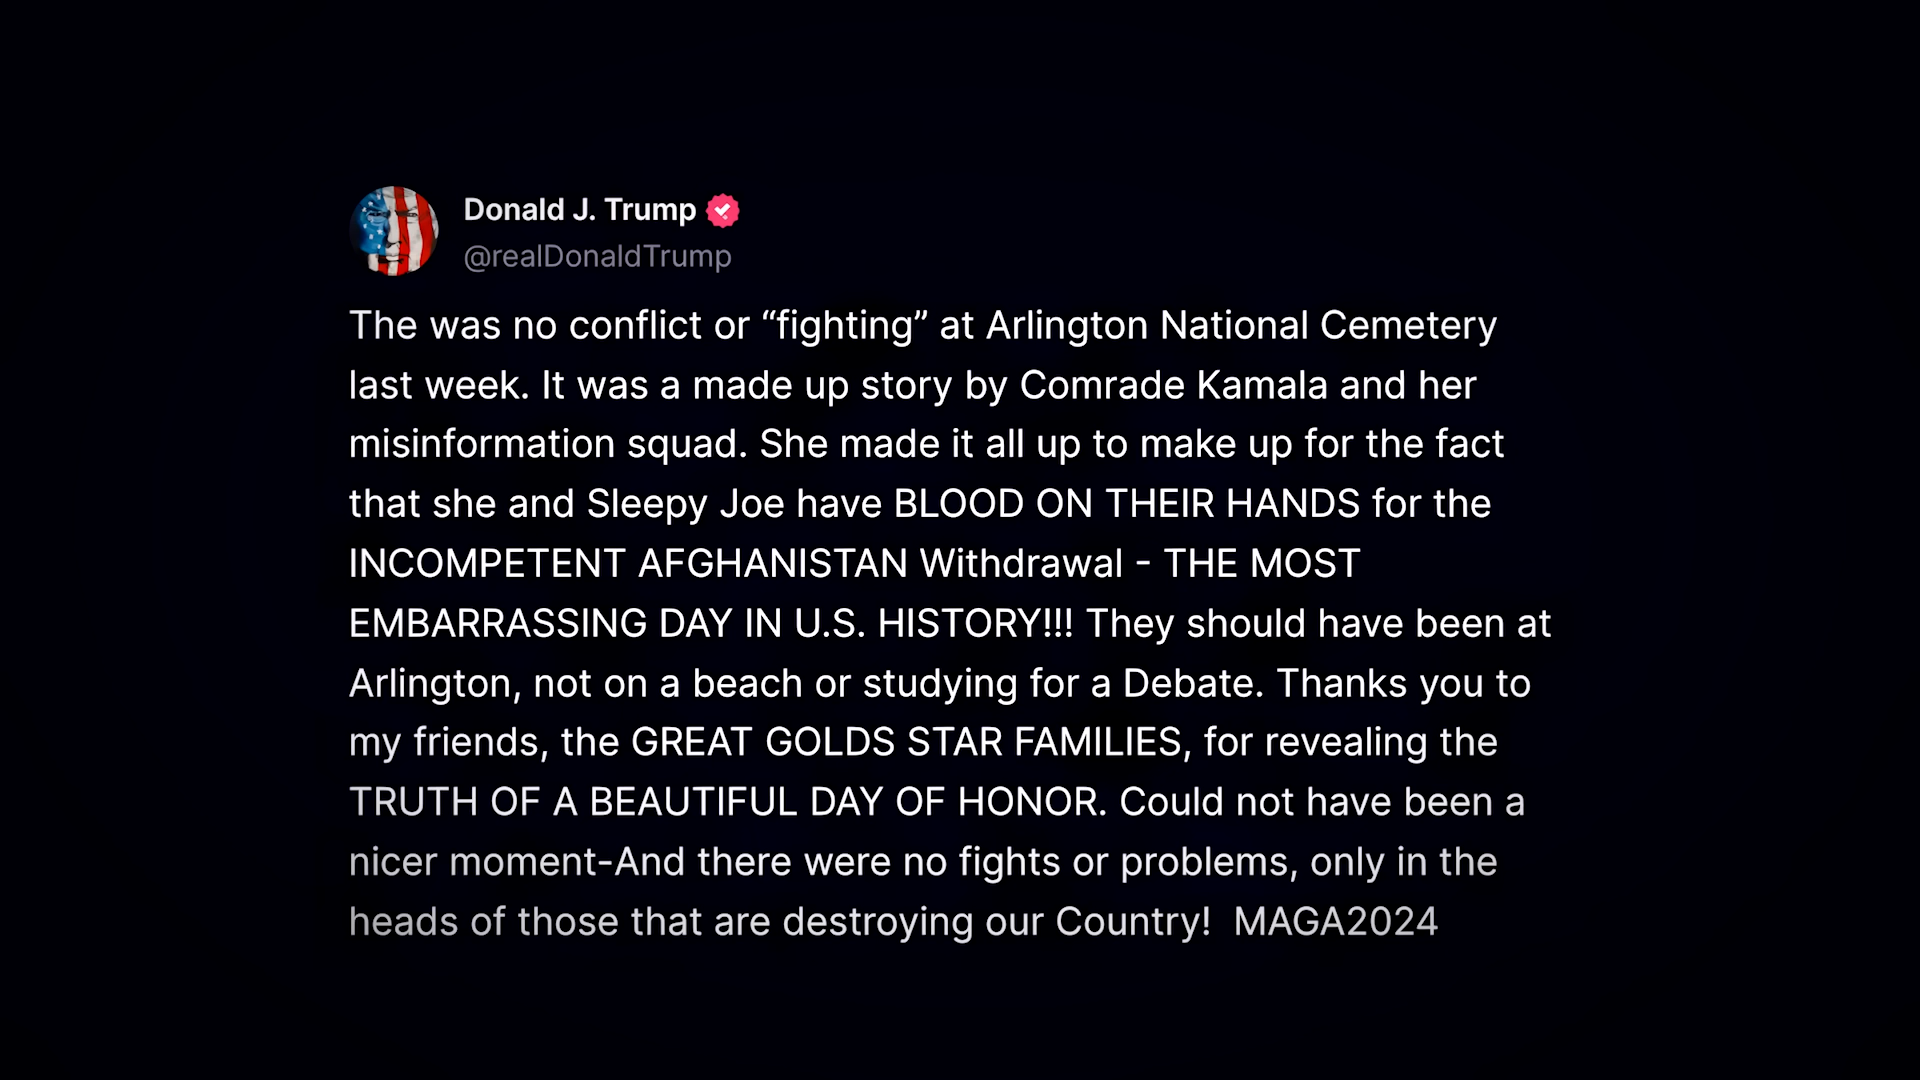 Donald J. Trump
@realDonaldTrump
The was no conflict or “fighting” at Arlington National Cemetery
last week. It was a made up story by Comrade Kamala and her
misinformation squad. She made it all up to make up for the fact
that she and Sleepy Joe have BLOOD ON THEIR HANDS for the
INCOMPETENT AFGHANISTAN Withdrawal - THE MOST
EMBARRASSING DAY IN U.S. HISTORY!!! They should have been at
Arlington, not on a beach or studying for a Debate. Thanks you to
my friends, the GREAT GOLDS STAR FAMILIES, for revealing the
TRUTH OF A BEAUTIFUL DAY OF HONOR. Could not have been a
nicer moment-And there were no fights or problems, only in the
heads of those that are destroying our Country!  MAGA2024